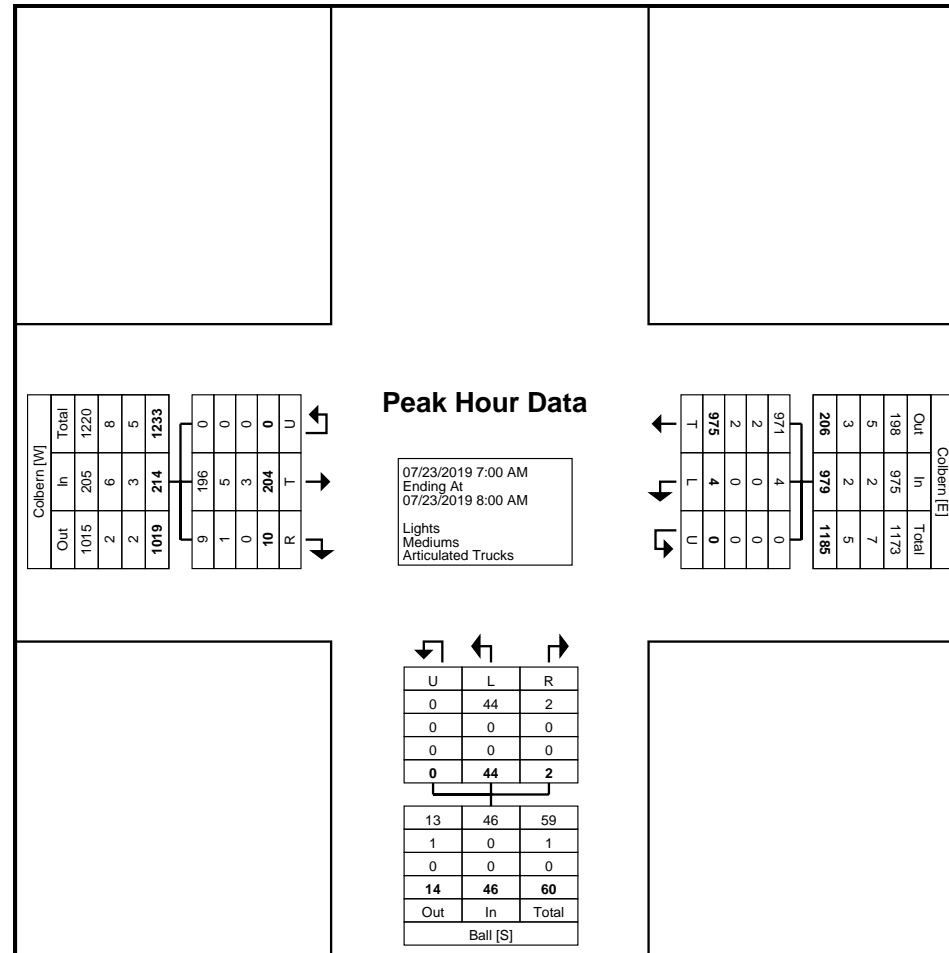 Peak Hour Data
07/23/2019 7:00 AM
Ending At
07/23/2019 8:00 AM
Lights
Mediums
Articulated Trucks
Colbern [W]
Total In Out
1220 205 1015
8 6 2
5 3 2
1233 214 1019
0 196 9
0 5 1
0 3 0
0 204 10
U T R
Colbern [E]
Out In Total
198 975 1173
5 2 7
3 2 5
206 979 1185
971 4 0
2 0 0
2 0 0
975 4 0
T L U
U L R
0 44 2
0 0 0
0 0 0
0 44 2
13 46 59
1 0 1
0 0 0
14 46 60
Out In Total
Ball [S]